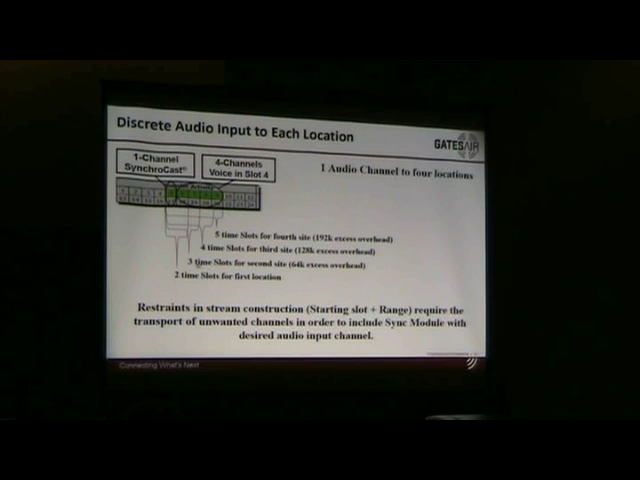 Discrete Audio Input to Each Location
GATESAIR
1-Channel
SynchroCast®
4-Channels
Voice in Slot 4
1 Audio Channel to four locations
5 time Slots for fourth site (192k excess overhead)
4 time Slots for third site (128k excess overhead)
3 time Slots for second site (64k excess overhead)
2 time Slots for first location
Restraints in stream construction (Starting slot + Range) require the
transport of unwanted channels in order to include Sync Module with
desired audio input channel.
Connecting What's Next